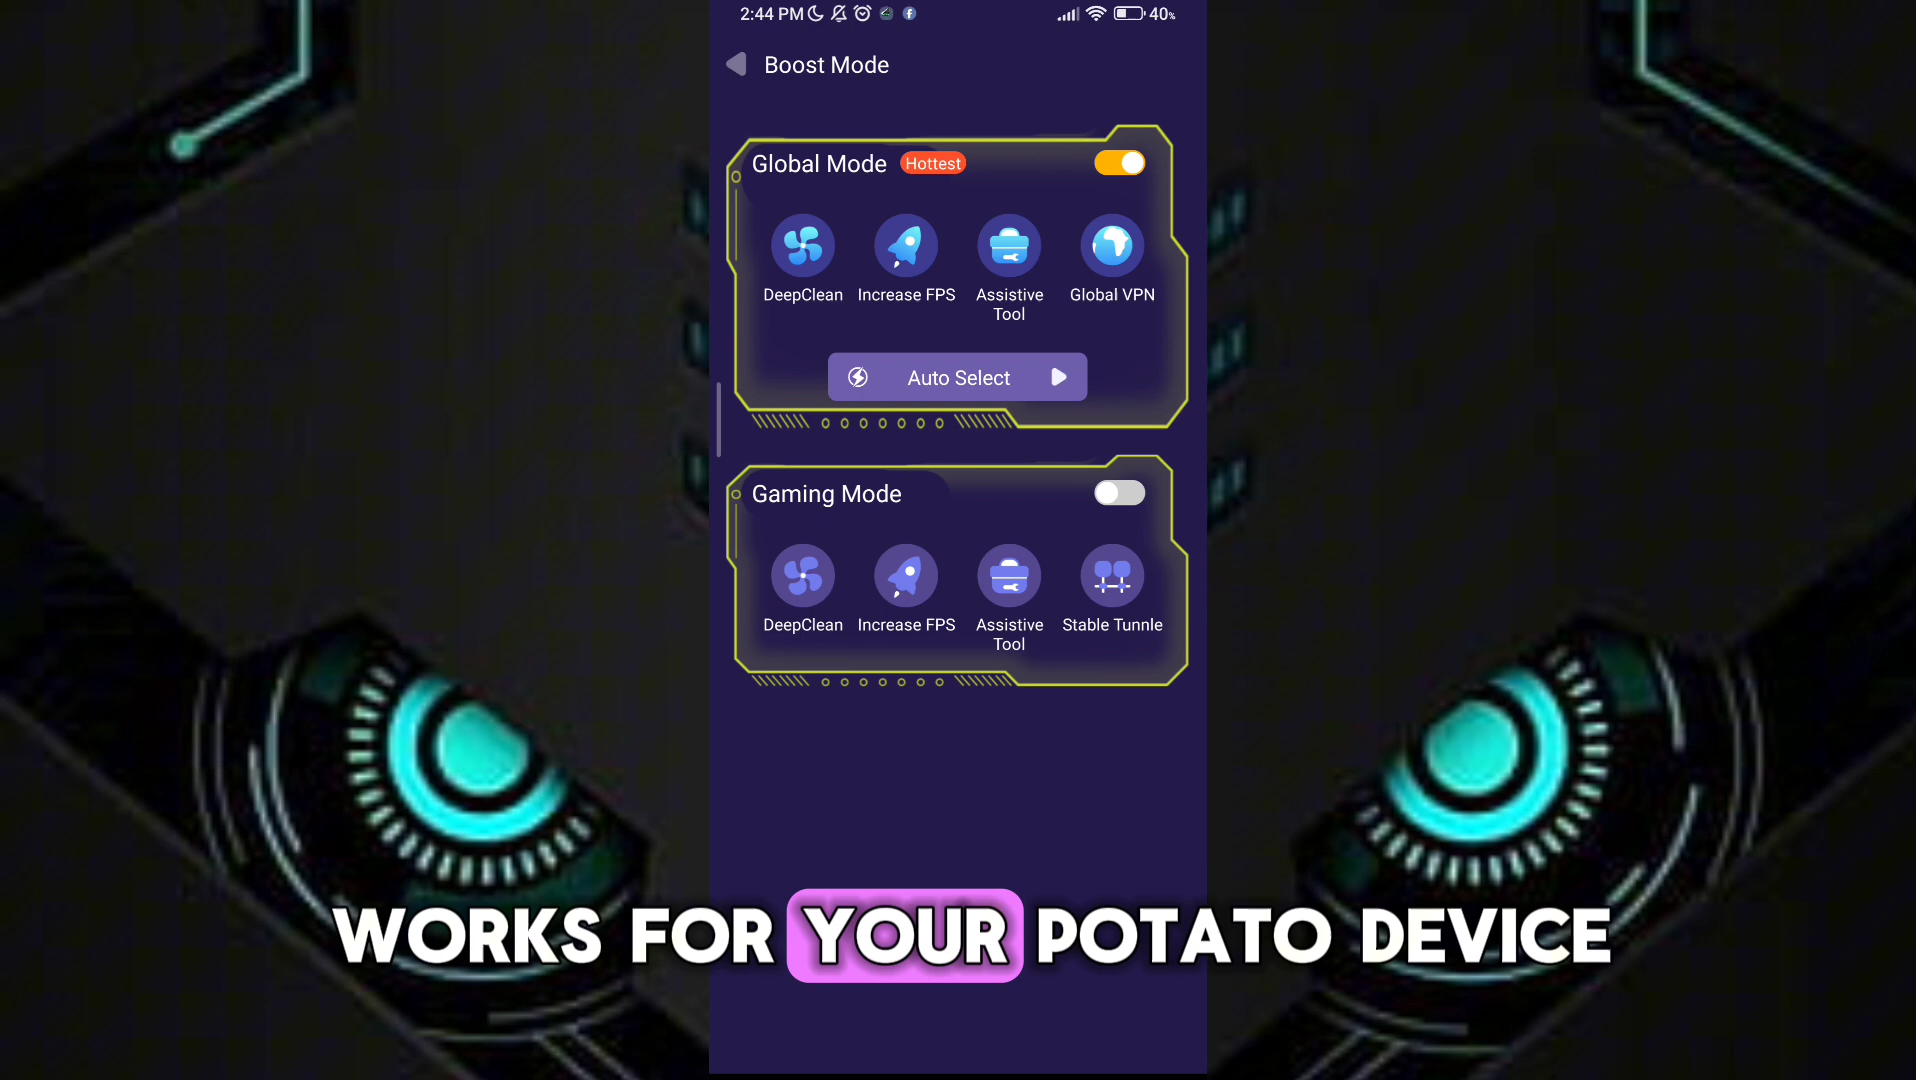 2:44 PM 40%
Boost Mode
Global Mode Hottest
DeepClean Increase FPS Assistive Tool Global VPN
Auto Select
Gaming Mode
DeepClean Increase FPS Assistive Tool Stable Tunnle
WORKS FOR YOUR POTATO DEVICE